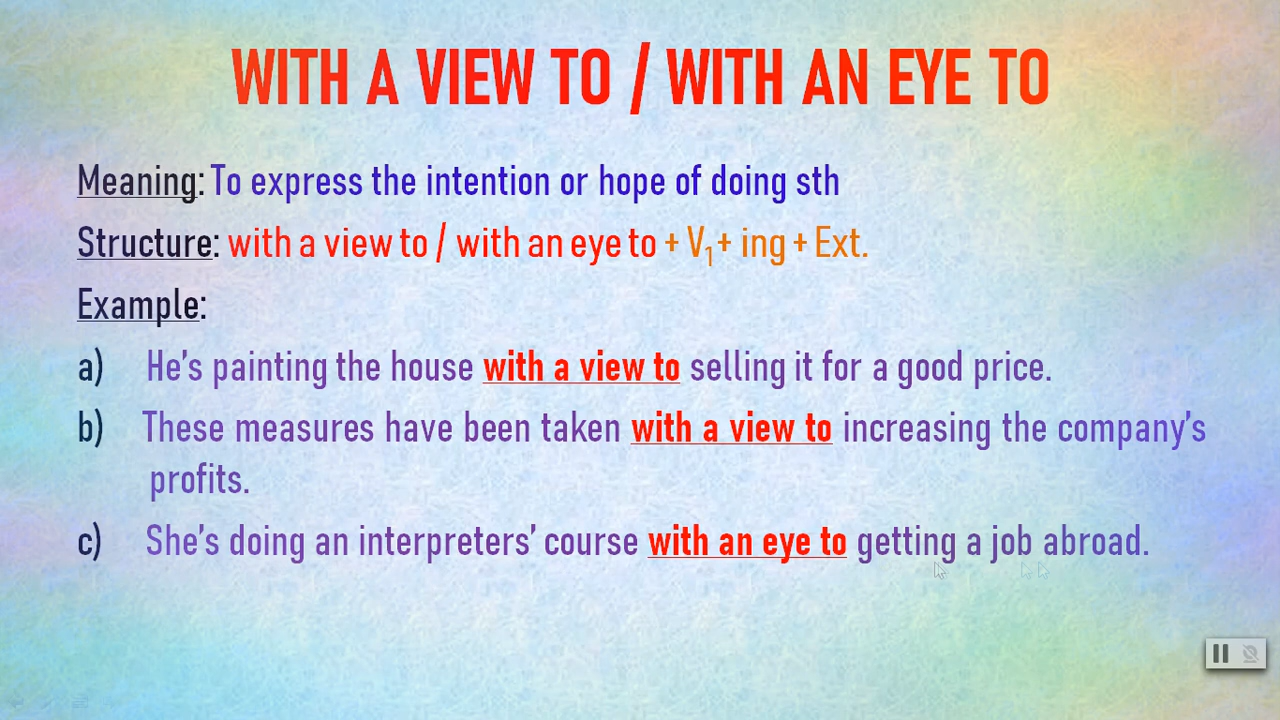 WITH A VIEW TO / WITH AN EYE TO
Meaning: To express the intention or hope of doing sth
Structure: with a view to / with an eye to + V₁ + ing + Ext.
Example:
a) He's painting the house with a view to selling it for a good price.
b) These measures have been taken with a view to increasing the company's
profits.
c) She's doing an interpreters' course with an eye to getting a job abroad.